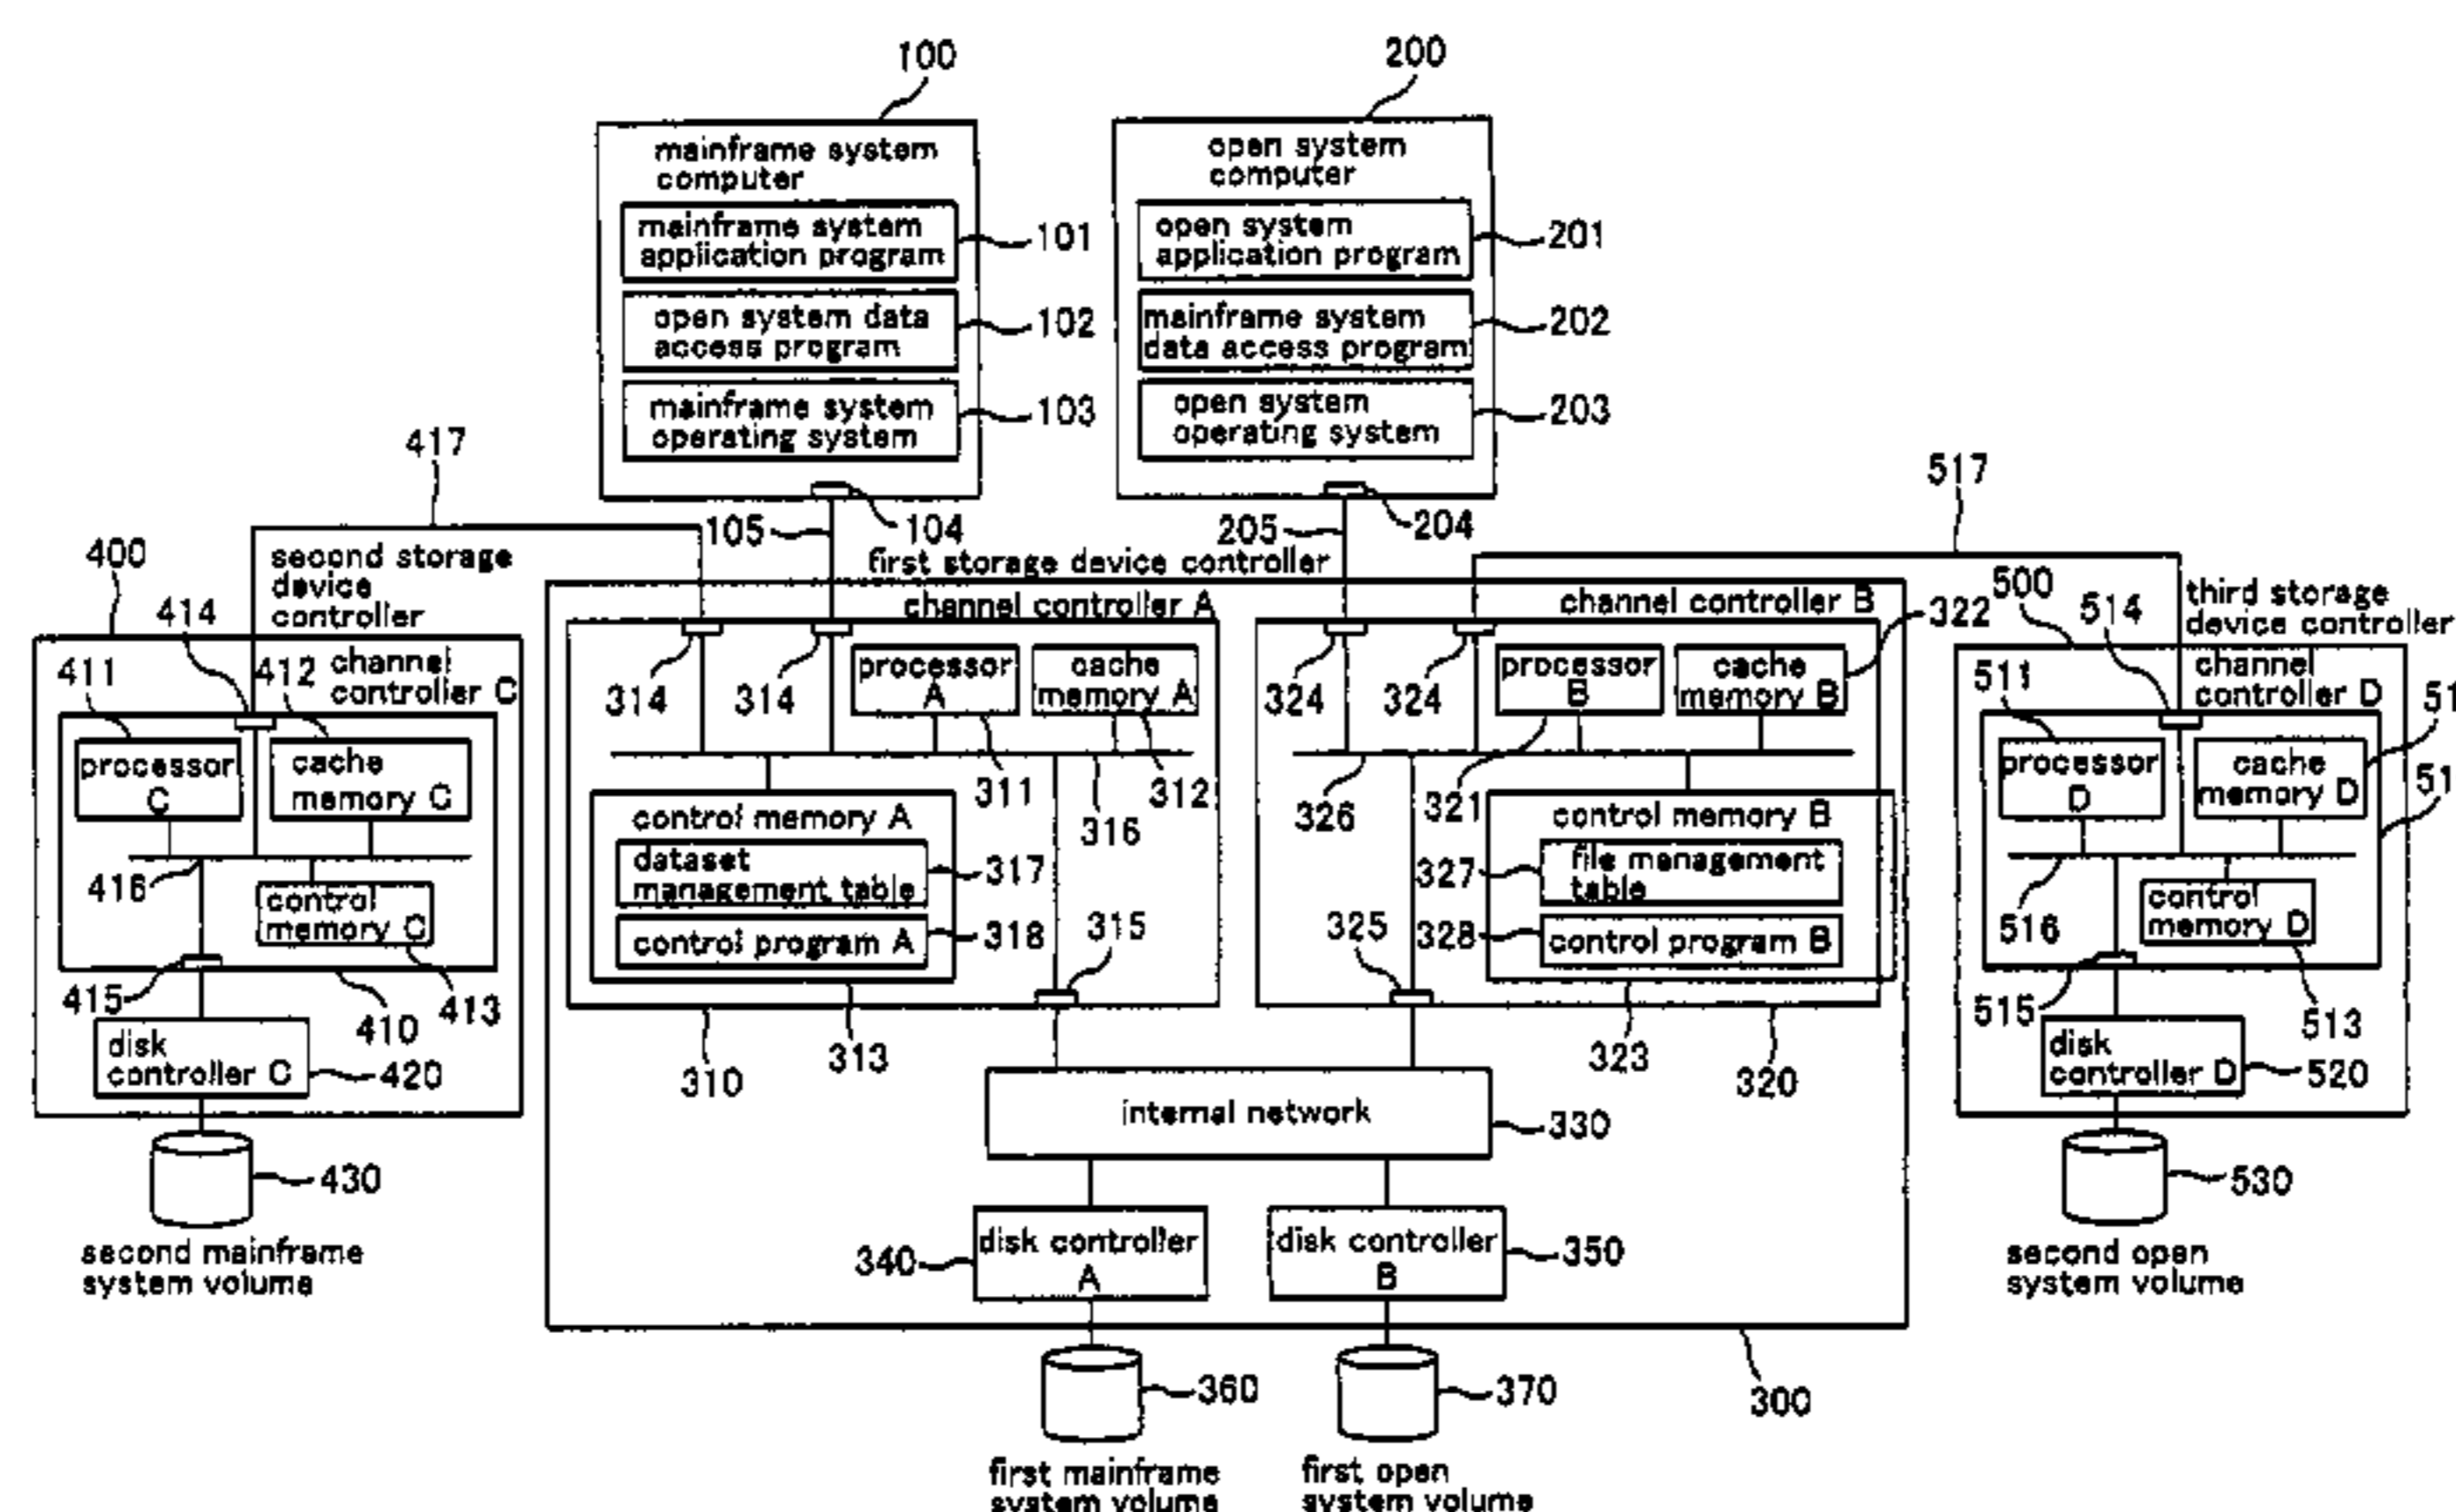 100
200
mainframe system
computer
mainframe system
application program
101
open system data
access program
102
mainframe system
operating system
103
104
105
open system
computer
open system
application program
201
mainframe system
data access program
202
open system
operating system
203
204
205
417
517
400
second storage
device
controller
414
411
412
channel
controller C
processor
C
cache
memory C
416
control
memory C
415
410
413
disk
controller C
420
430
second mainframe
system volume
first storage device controller
channel controller A
314
314
processor
A
cache
memory A
311
312
316
control memory A
dataset
management table
317
control program A
318
315
310
313
channel controller B
322
324
324
processor
B
cache
memory B
326
321
control memory B
327
file management
table
325
328
control program B
323
320
internal network
330
340
disk controller
A
disk controller
B
350
360
370
300
first mainframe
system volume
first open
system volume
500
514
third storage
device controller
511
channel
controller D
51
processor
D
cache
memory D
51
516
control
memory D
515
513
disk
controller D
520
530
second open
system volume